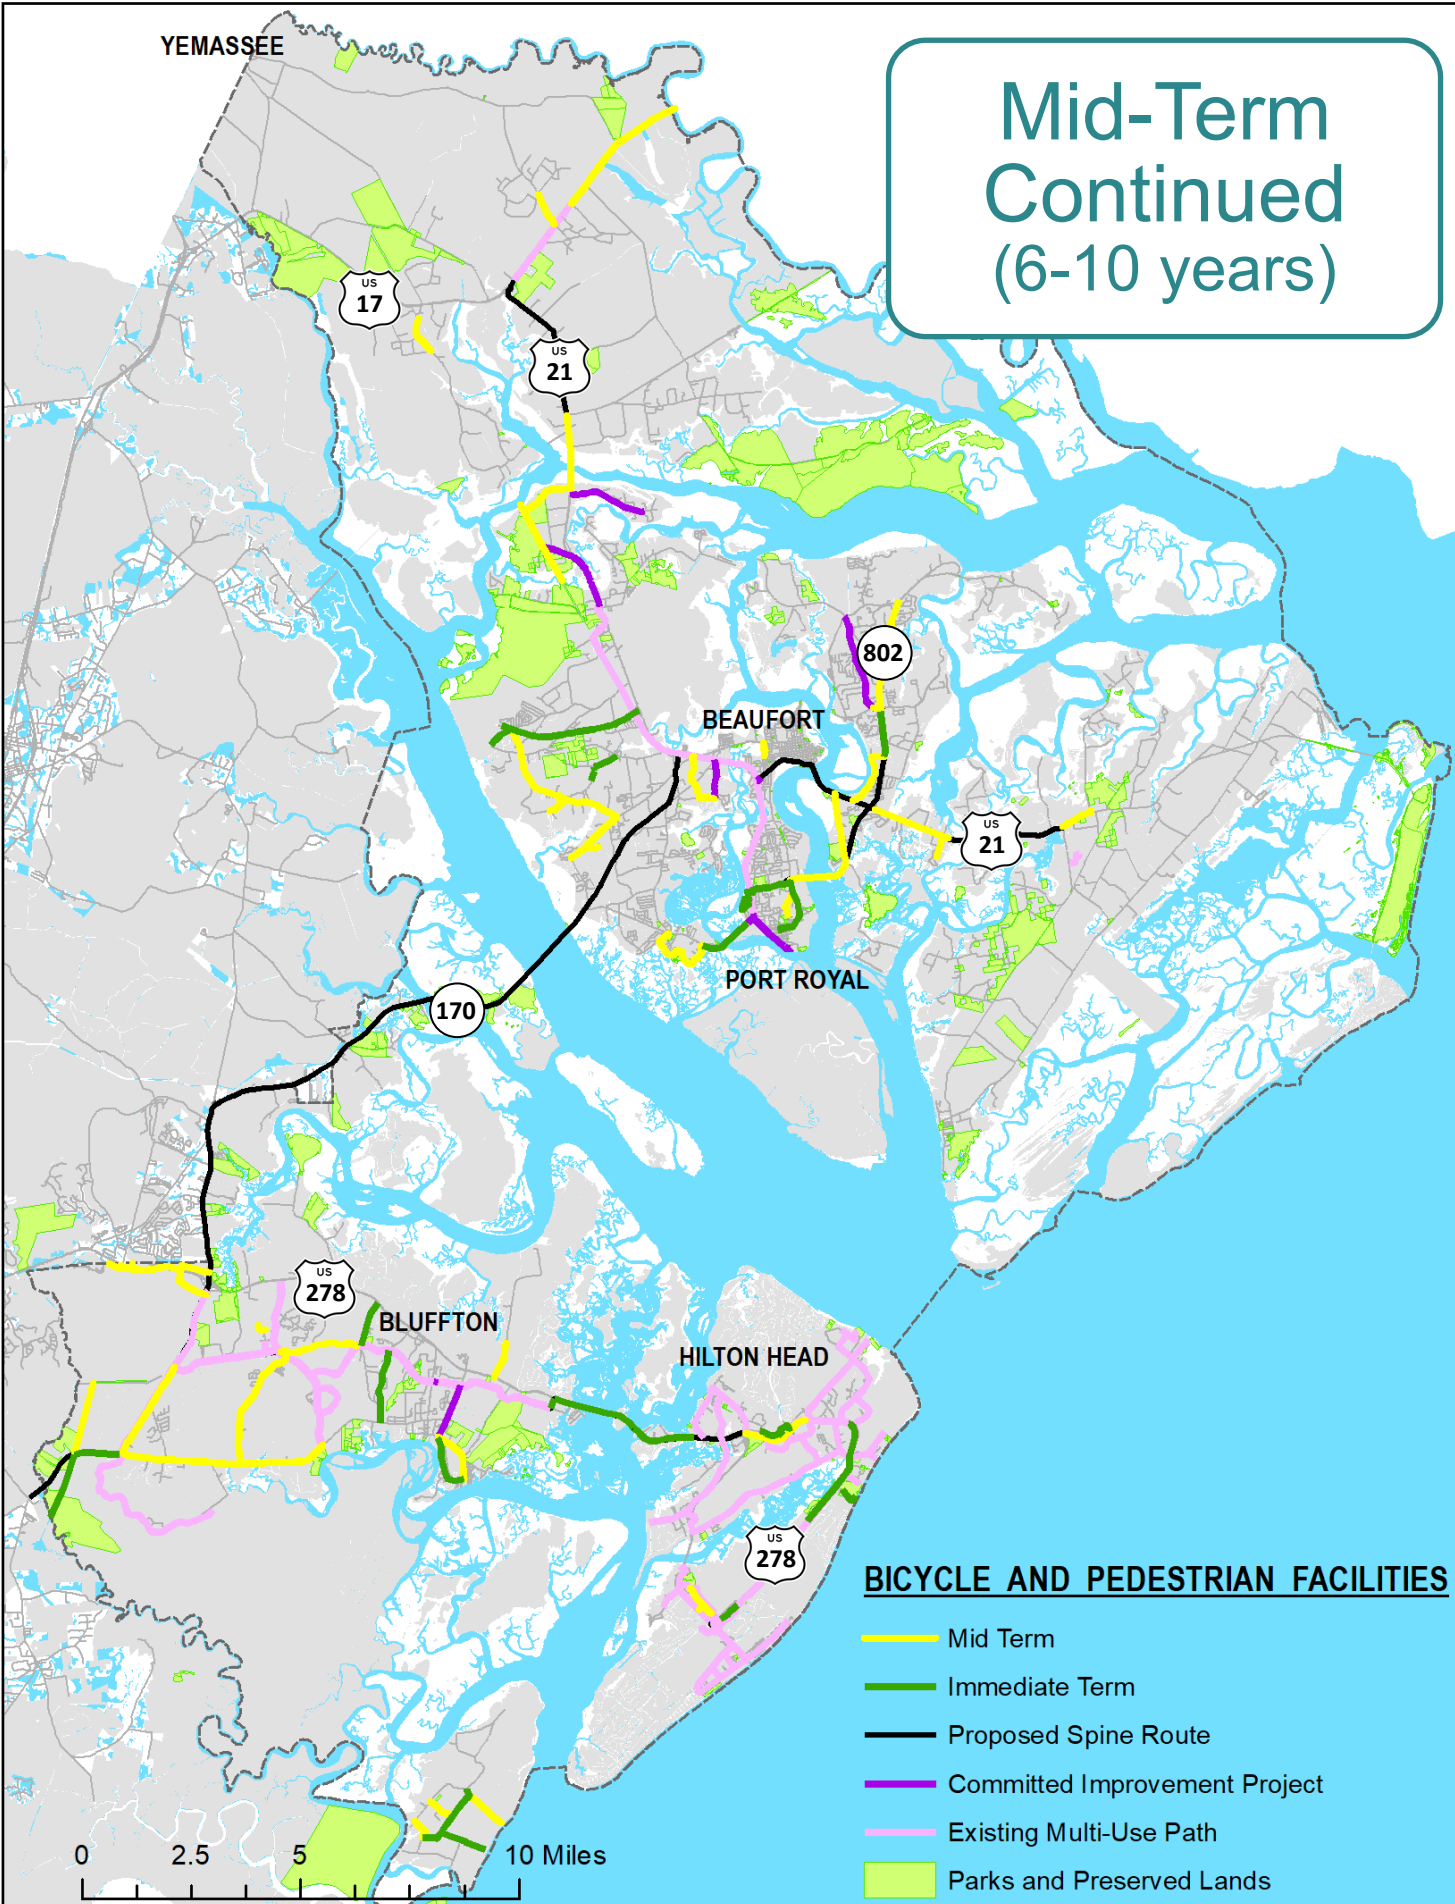 YEMASSEE
Mid-Term
Continued
(6-10 years)
US
17
US
21
802
BEAUFORT
US
21
PORT ROYAL
170
US
278
BLUFFTON
HILTON HEAD
US
278
BICYCLE AND PEDESTRIAN FACILITIES
Mid Term
Immediate Term
Proposed Spine Route
Committed Improvement Project
Existing Multi-Use Path
Parks and Preserved Lands
0 2.5 5 10 Miles